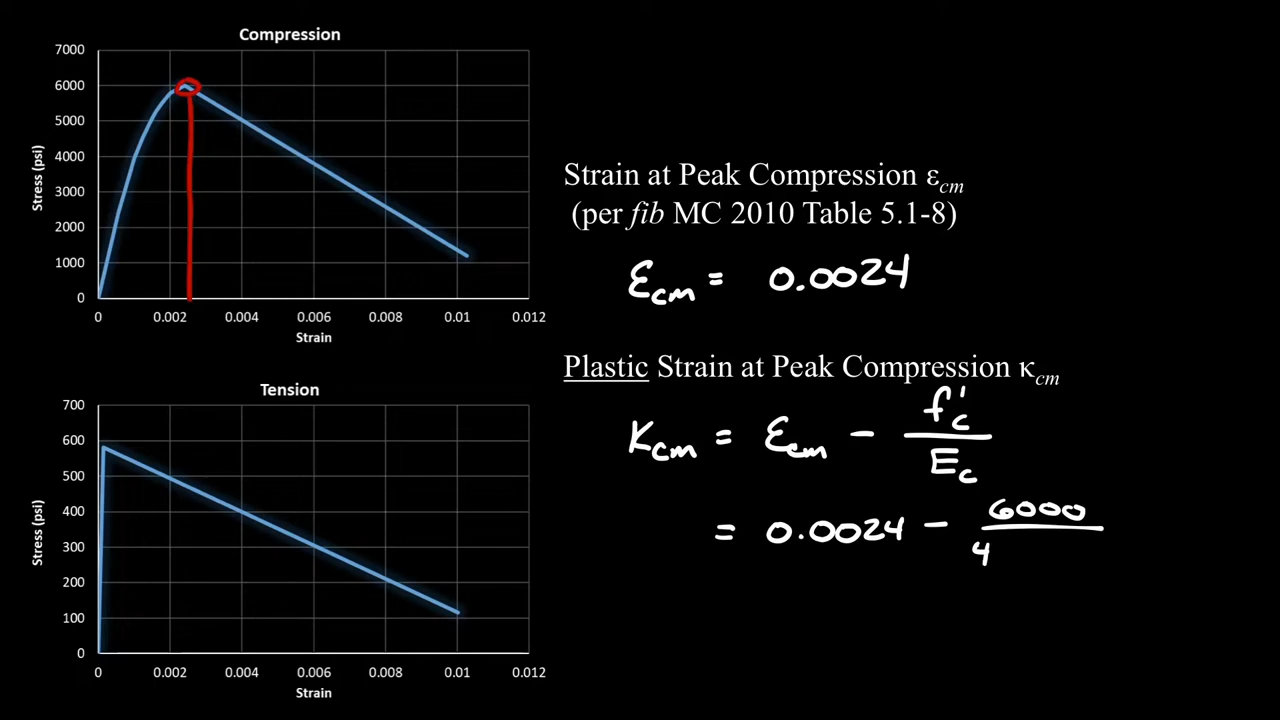 Compression
7000
6000
5000
4000
3000
2000
1000
0
Stress (psi)
0 0.002 0.004 0.006 0.008 0.01 0.012
Strain
Tension
700
600
500
400
300
200
100
0
Stress (psi)
0 0.002 0.004 0.006 0.008 0.01 0.012
Strain
Strain at Peak Compression εcm
(per fib MC 2010 Table 5.1-8)
εcm = 0.0024
Plastic Strain at Peak Compression κcm
Kcm = εcm − f'c / Ec
= 0.0024 − 6000 / 4